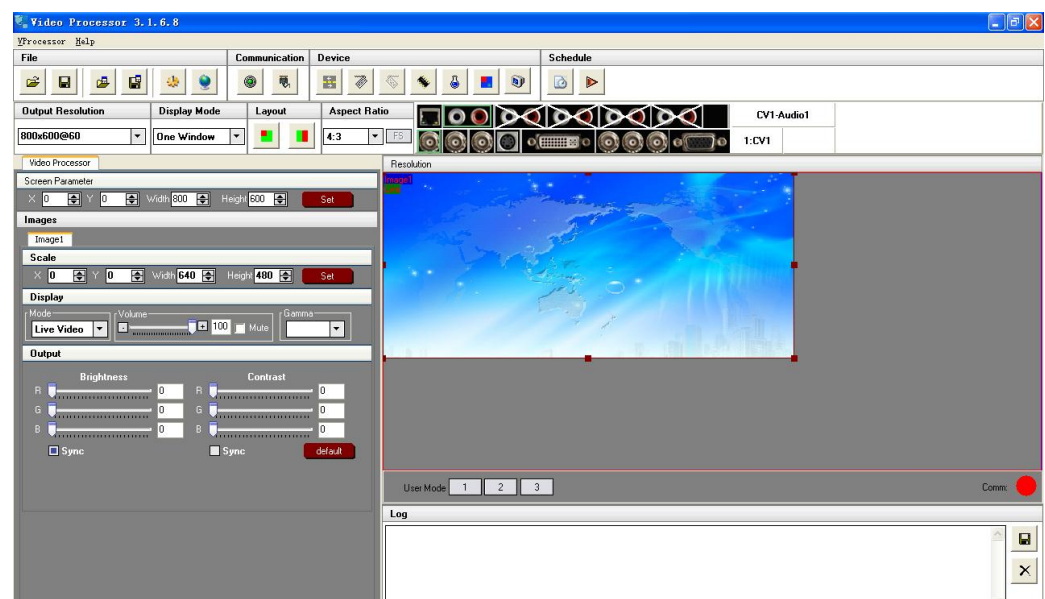 Video Processor 3.1.6.8
VProcessor Help
File Communication Device Schedule
Output Resolution Display Mode Layout Aspect Ratio CV1-Audio1
800x600@60 One Window 4:3 FS 1:CV1
Video Processor Resolution
Screen Parameter Image1
X 0 Y 0 Width 800 Height 600 Set
Images
Image1
Scale
X 0 Y 0 Width 640 Height 480 Set
Display
Mode Volume Gamma
Live Video - + 100 Mute
Output
Brightness Contrast
R 0 R 0
G 0 G 0
B 0 B 0
Sync Sync default
User Mode 1 2 3 Comm:
Log